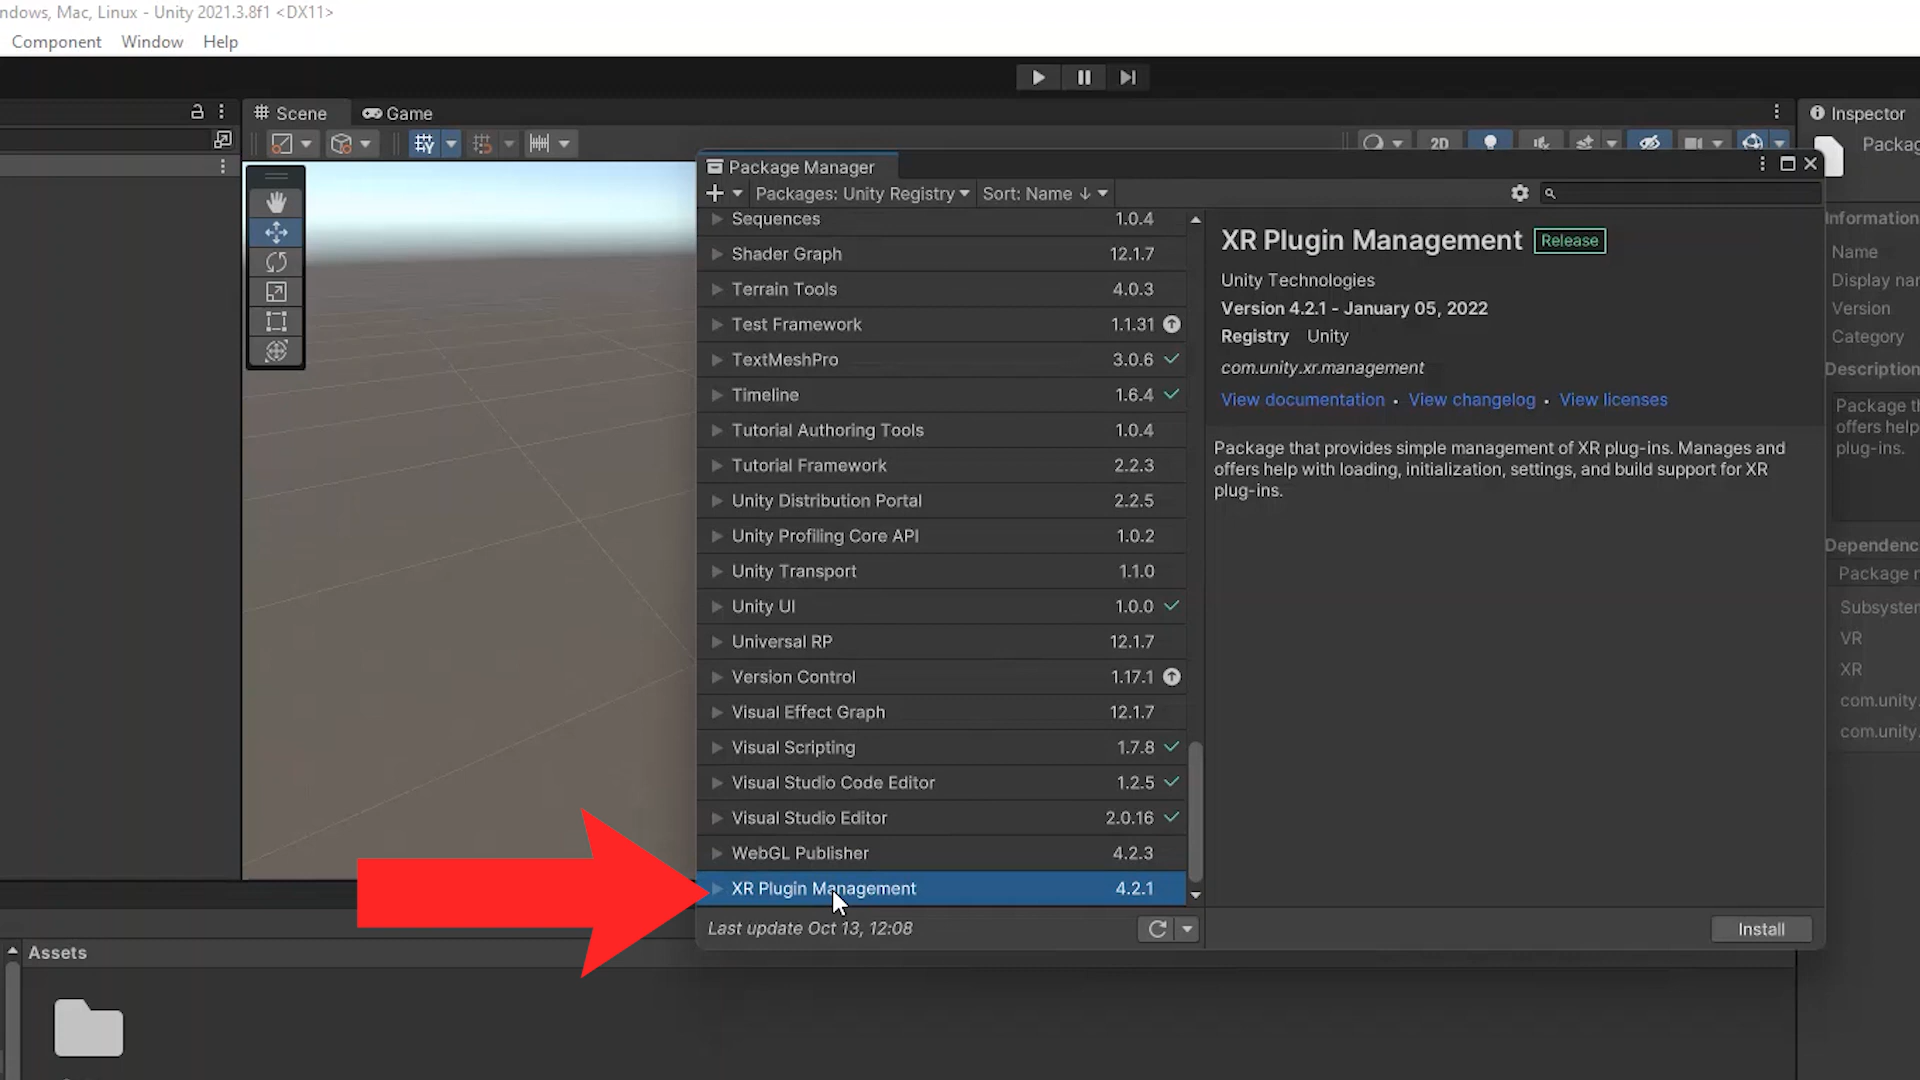 ndows, Mac, Linux - Unity 2021.3.8f1 <DX11>
Component Window Help
Scene Game
Inspector
2D
Packag
Package Manager
Packages: Unity Registry Sort: Name ↓
Sequences 1.0.4
Shader Graph 12.1.7
Terrain Tools 4.0.3
Test Framework 1.1.31
TextMeshPro 3.0.6
Timeline 1.6.4
Tutorial Authoring Tools 1.0.4
Tutorial Framework 2.2.3
Unity Distribution Portal 2.2.5
Unity Profiling Core API 1.0.2
Unity Transport 1.1.0
Unity UI 1.0.0
Universal RP 12.1.7
Version Control 1.17.1
Visual Effect Graph 12.1.7
Visual Scripting 1.7.8
Visual Studio Code Editor 1.2.5
Visual Studio Editor 2.0.16
WebGL Publisher 4.2.3
XR Plugin Management 4.2.1
Last update Oct 13, 12:08
XR Plugin Management Release
Unity Technologies
Version 4.2.1 - January 05, 2022
Registry Unity
com.unity.xr.management
View documentation • View changelog • View licenses
Package that provides simple management of XR plug-ins. Manages and
offers help with loading, initialization, settings, and build support for XR
plug-ins.
Install
Information
Name
Display nar
Version
Category
Description
Package th
offers help
plug-ins.
Dependenc
Package n
Subsyster
VR
XR
com.unity.
com.unity.
Assets